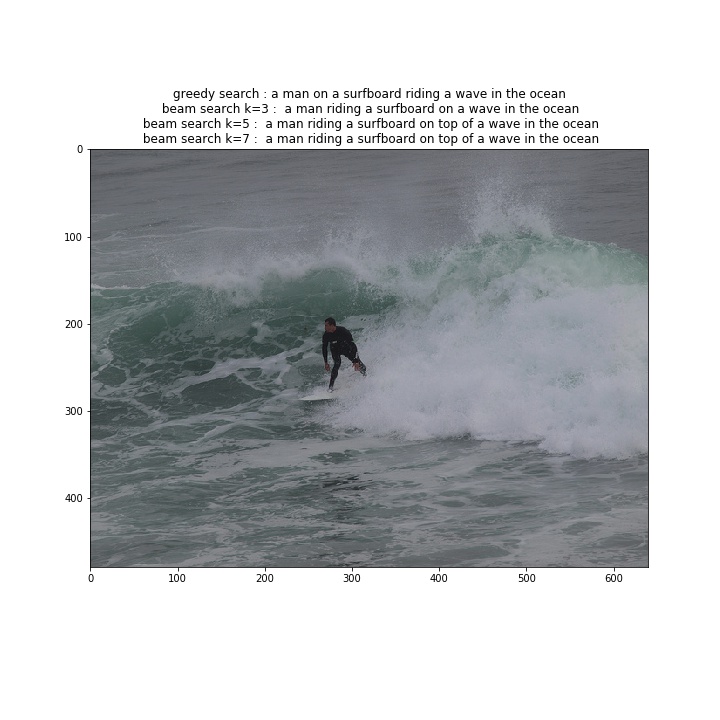 greedy search : a man on a surfboard riding a wave in the ocean
beam search k=3 :  a man riding a surfboard on a wave in the ocean
beam search k=5 :  a man riding a surfboard on top of a wave in the ocean
beam search k=7 :  a man riding a surfboard on top of a wave in the ocean
0
100
200
300
400
0 100 200 300 400 500 600